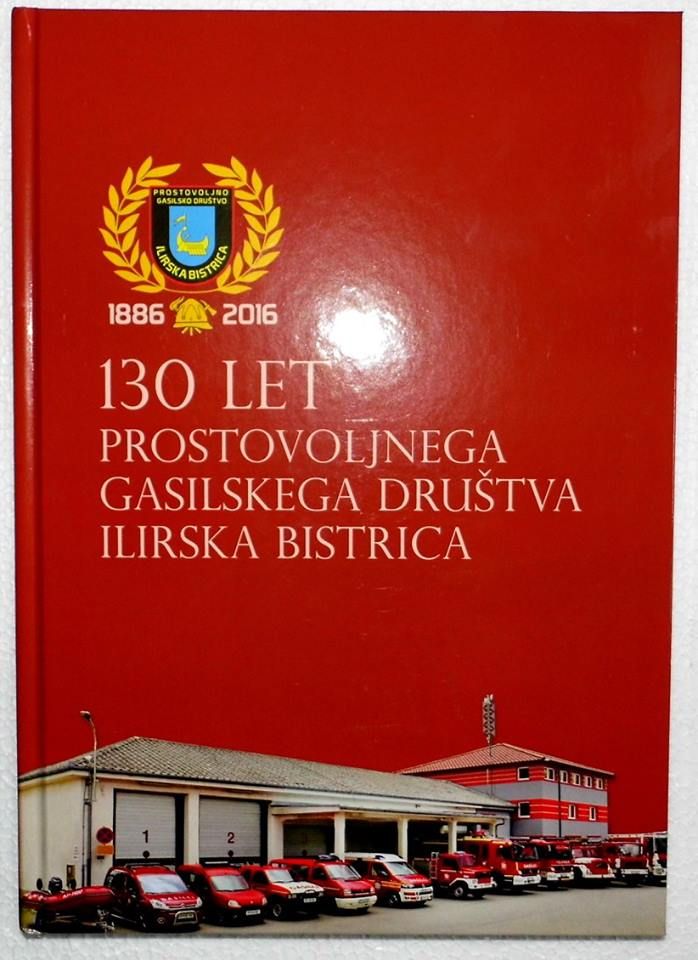 PROSTOVOLJNO
GASILSKO DRUŠTVO
ILIRSKA BISTRICA
1886 2016
130 LET
PROSTOVOLJNEGA
GASILSKEGA DRUŠTVA
ILIRSKA BISTRICA
1 2